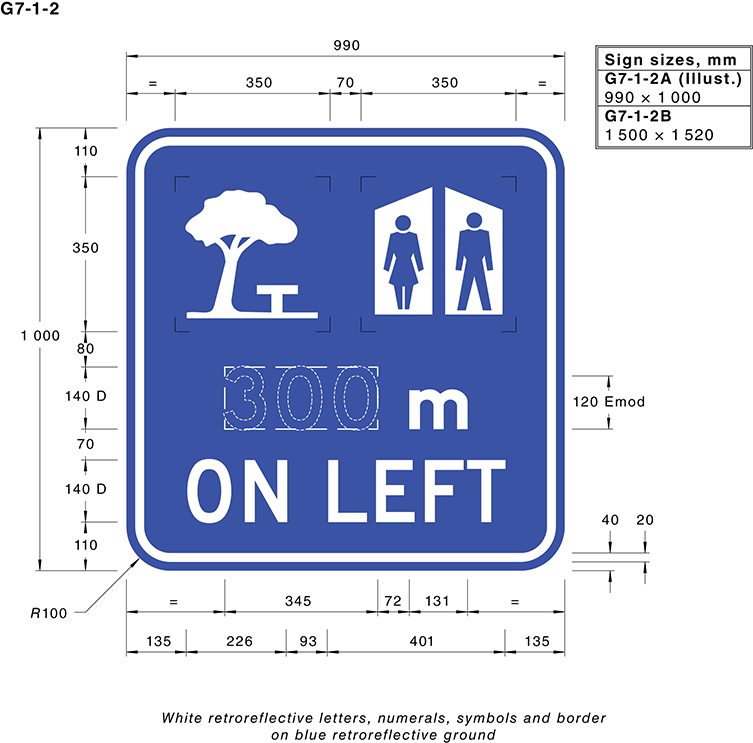 G7-1-2
990
= 350 70 350 =
Sign sizes, mm
G7-1-2A (Illust.)
990 × 1 000
G7-1-2B
1 500 × 1 520
110
350
1 000
80
140 D
300 m
120 Emod
70
140 D
ON LEFT
110
40 20
R100
= 345 72 131 =
135 226 93 401 135
White retroreflective letters, numerals, symbols and border
on blue retroreflective ground